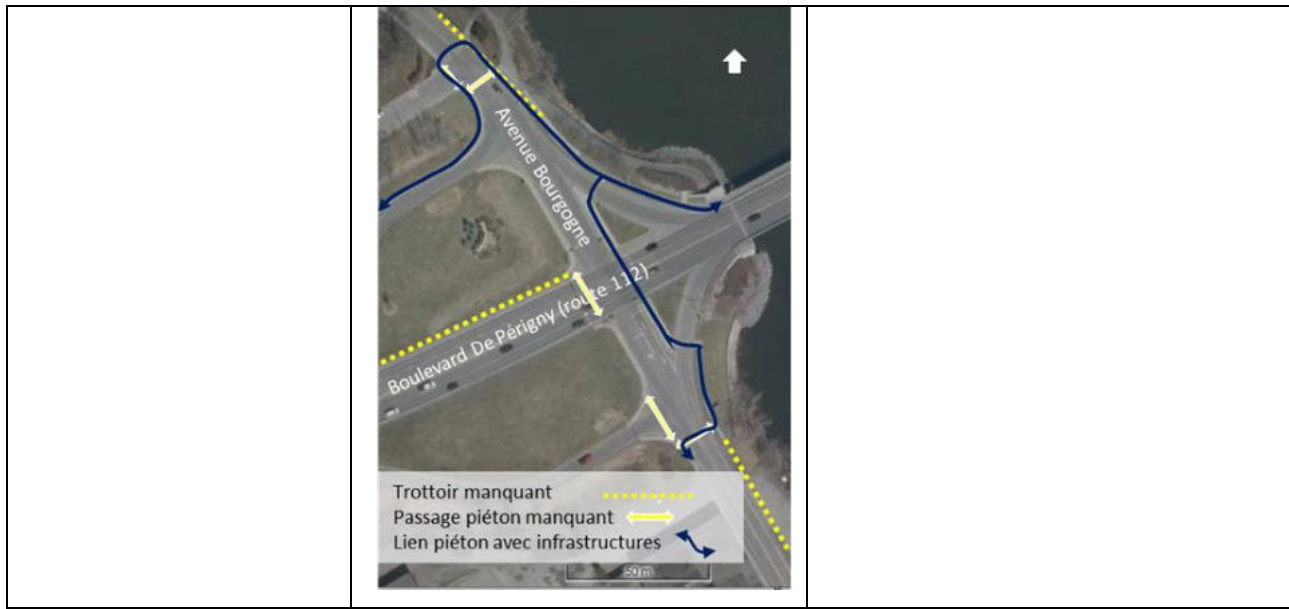 Avenue Bourgogne
Boulevard De Périgny (route 112)
Trottoir manquant
Passage piéton manquant
Lien piéton avec infrastructures
50 m